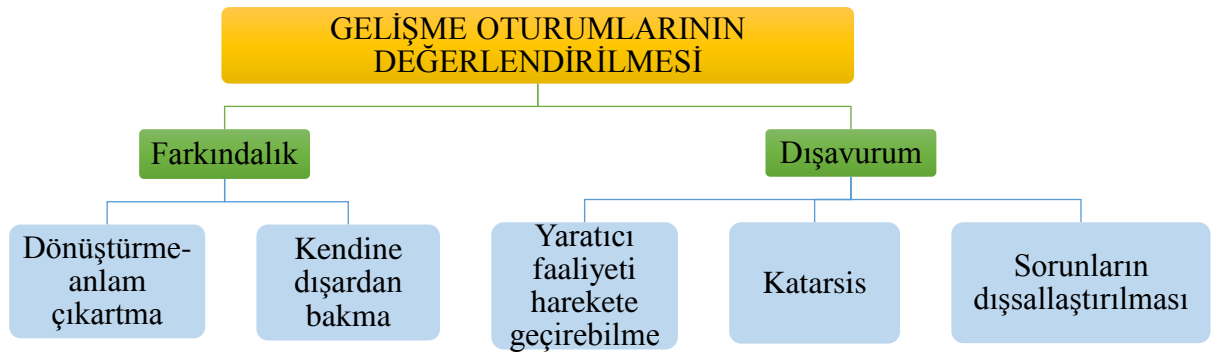 GELİŞME OTURUMLARININ
DEĞERLENDİRİLMESİ
Farkındalık
Dışavurum
Dönüştürme-
anlam
çıkartma
Kendine
dışardan
bakma
Yaratıcı
faaliyeti
harekete
geçirebilme
Katarsis
Sorunların
dışsallaştırılması